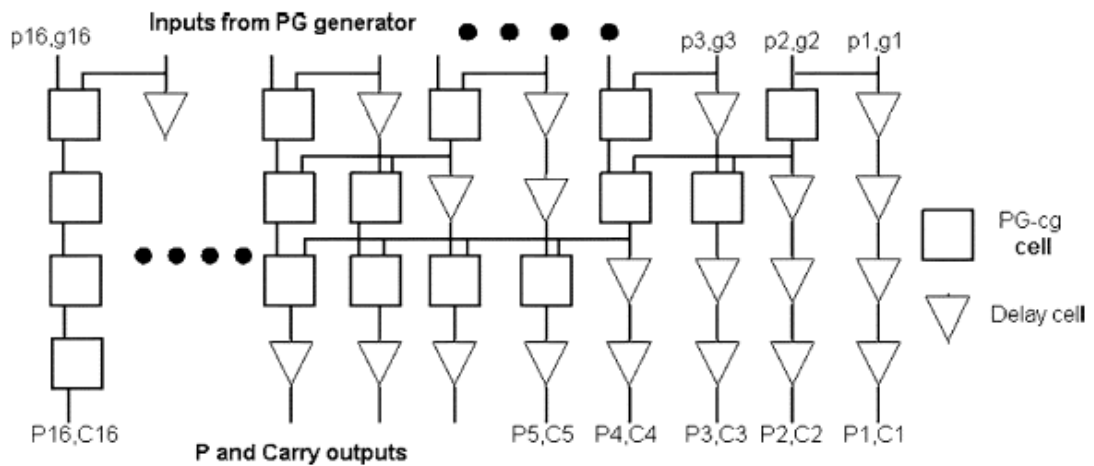 Inputs from PG generator
p16,g16
p3,g3
p2,g2
p1,g1
PG-cg
cell
Delay cell
P16,C16
P5,C5
P4,C4
P3,C3
P2,C2
P1,C1
P and Carry outputs